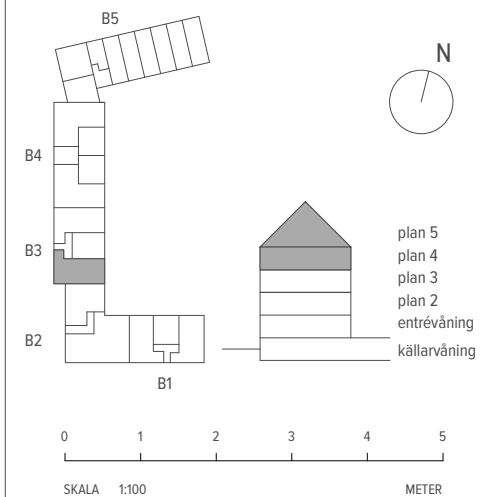 B5
N
B4
B3
B2
B1
plan 5
plan 4
plan 3
plan 2
entrévåning
källarvåning
0 1 2 3 4 5
SKALA 1:100 METER